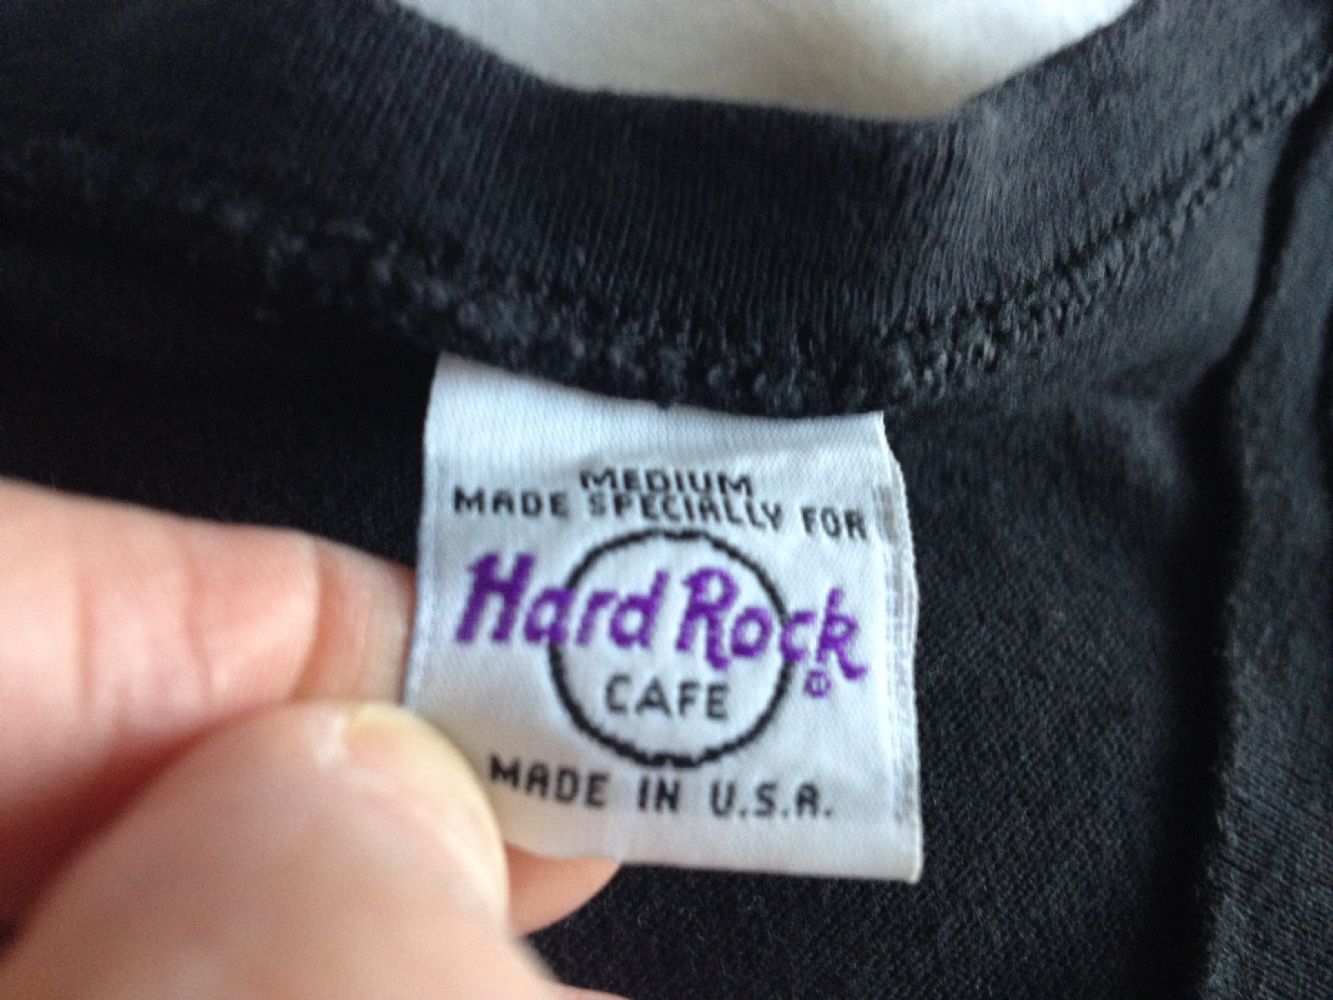 MEDIUM
MADE SPECIALLY FOR
Hard Rock
®
CAFE
MADE IN U.S.A.